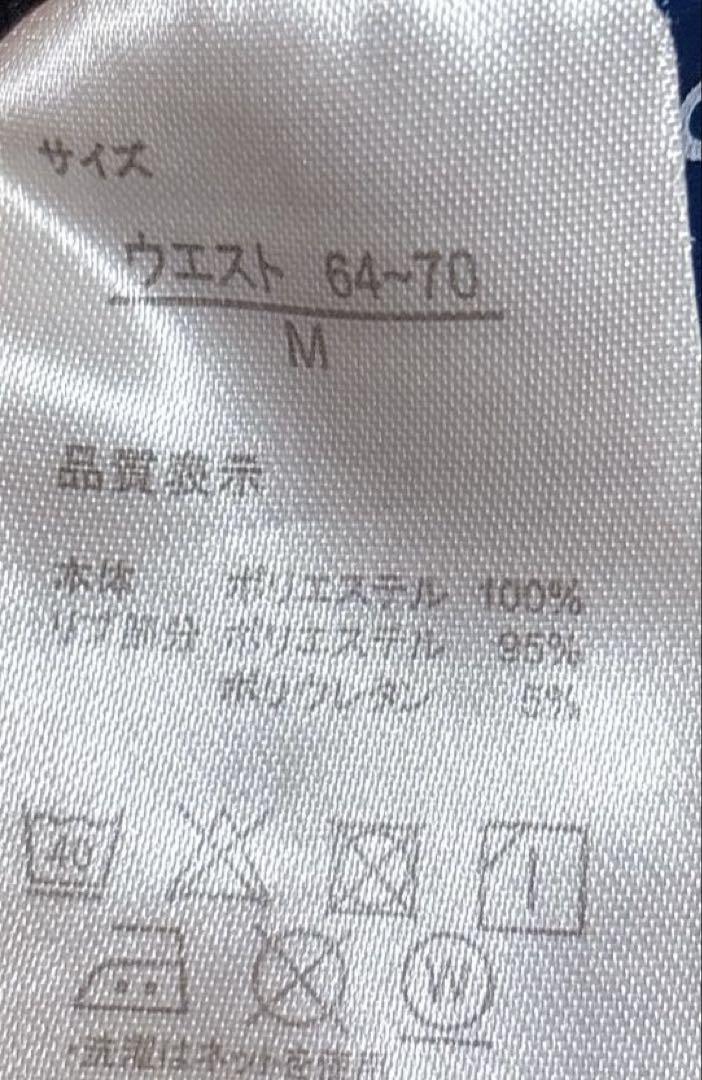 サイズ
ウエスト 64~70
M
品質表示
本体 ポリエステル 100%
リブ部分 ポリエステル 95%
ポリウレタン 5%
40
W
・洗濯はネットを使用